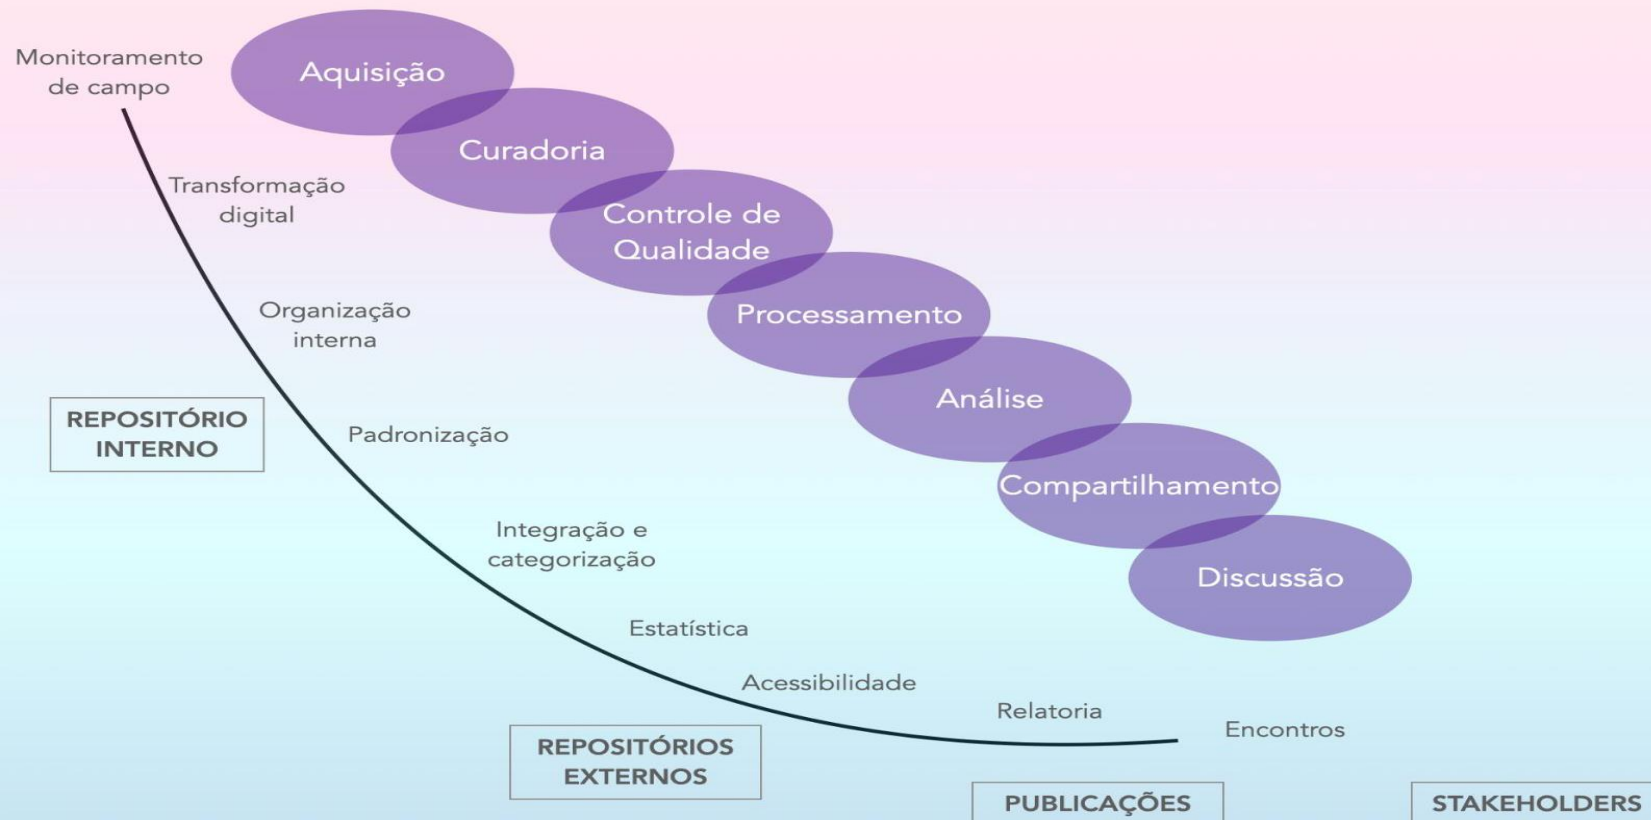 Monitoramento
de campo
Aquisição
Curadoria
Transformação
digital
Controle de
Qualidade
Organização
interna
Processamento
Análise
REPOSITÓRIO
INTERNO
Padronização
Compartilhamento
Integração e
categorização
Discussão
Estatística
Acessibilidade
Relatoria
Encontros
REPOSITÓRIOS
EXTERNOS
PUBLICAÇÕES
STAKEHOLDERS